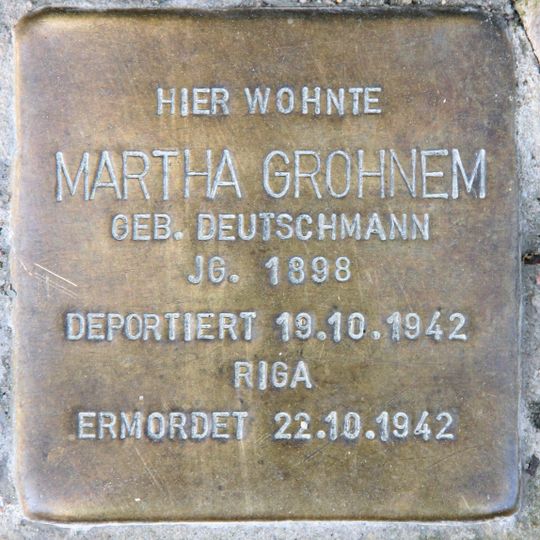 HIER WOHNTE
MARTHA GROHNEM
GEB. DEUTSCHMANN
JG. 1898
DEPORTIERT 19.10.1942
RIGA
ERMORDET 22.10.1942